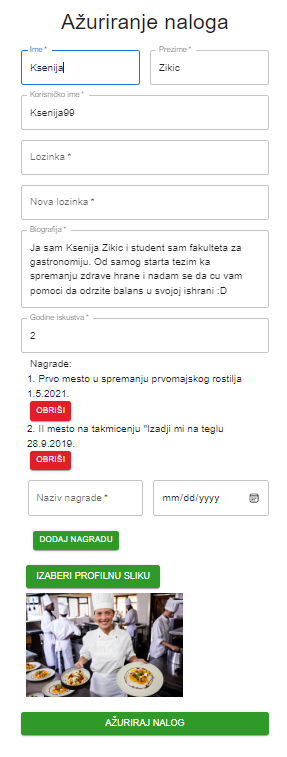 Ažuriranje naloga
Ime *
Prezime *
Ksenija
Zikic
Korisničko ime *
Ksenija99
Lozinka *
Nova lozinka *
Biografija *
Ja sam Ksenija Zikic i student sam fakulteta za
gastronomiju. Od samog starta tezim ka
spremanju zdrave hrane i nadam se da cu vam
pomoci da odrzite balans u svojoj ishrani :D
Godine iskustva *
2
Nagrade:
1. Prvo mesto u spremanju prvomajskog rostilja
1.5.2021.
OBRIŠI
2. II mesto na takmicenju "Izadji mi na teglu
28.9.2019.
OBRIŠI
Naziv nagrade *
mm/dd/yyyy
DODAJ NAGRADU
IZABERI PROFILNU SLIKU
AŽURIRAJ NALOG